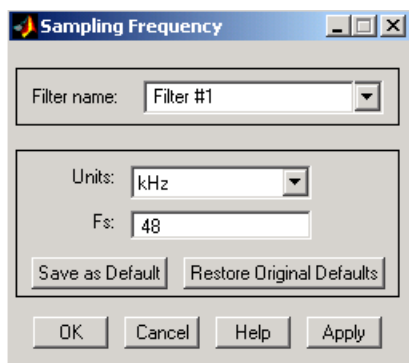 Sampling Frequency
Filter name: Filter #1
Units: kHz
Fs: 48
Save as Default Restore Original Defaults
OK Cancel Help Apply